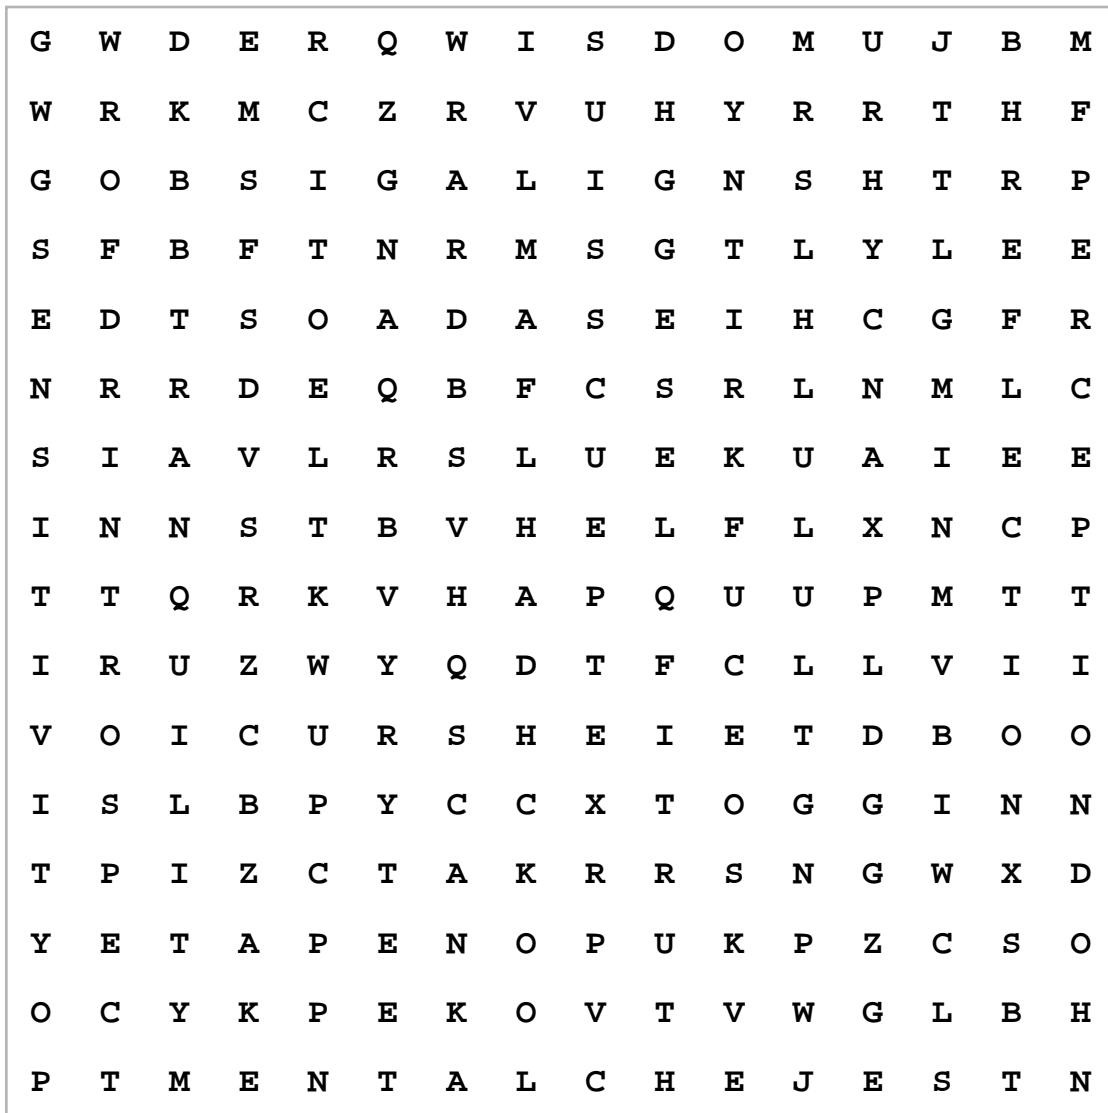 G W D E R Q W I S D O M U J B M
W R K M C Z R V U H Y R R T H F
G O B S I G A L I G N S H T R P
S F B F T N R M S G T L Y L E E
E D T S O A D A S E I H C G F R
N R R D E Q B F C S R L N M L C
S I A V L R S L U E K U A I E E
I N N S T B V H E L F L X N C P
T T Q R K V H A P Q U U P M T T
I R U Z W Y Q D T F C L L V I I
V O I C U R S H E I E T D B O O
I S L B P Y C C X T O G G I N N
T P I Z C T A K R R S N G W X D
Y E T A P E N O P U K P Z C S O
O C Y K P E K O V T V W G L B H
P T M E N T A L C H E J E S T N